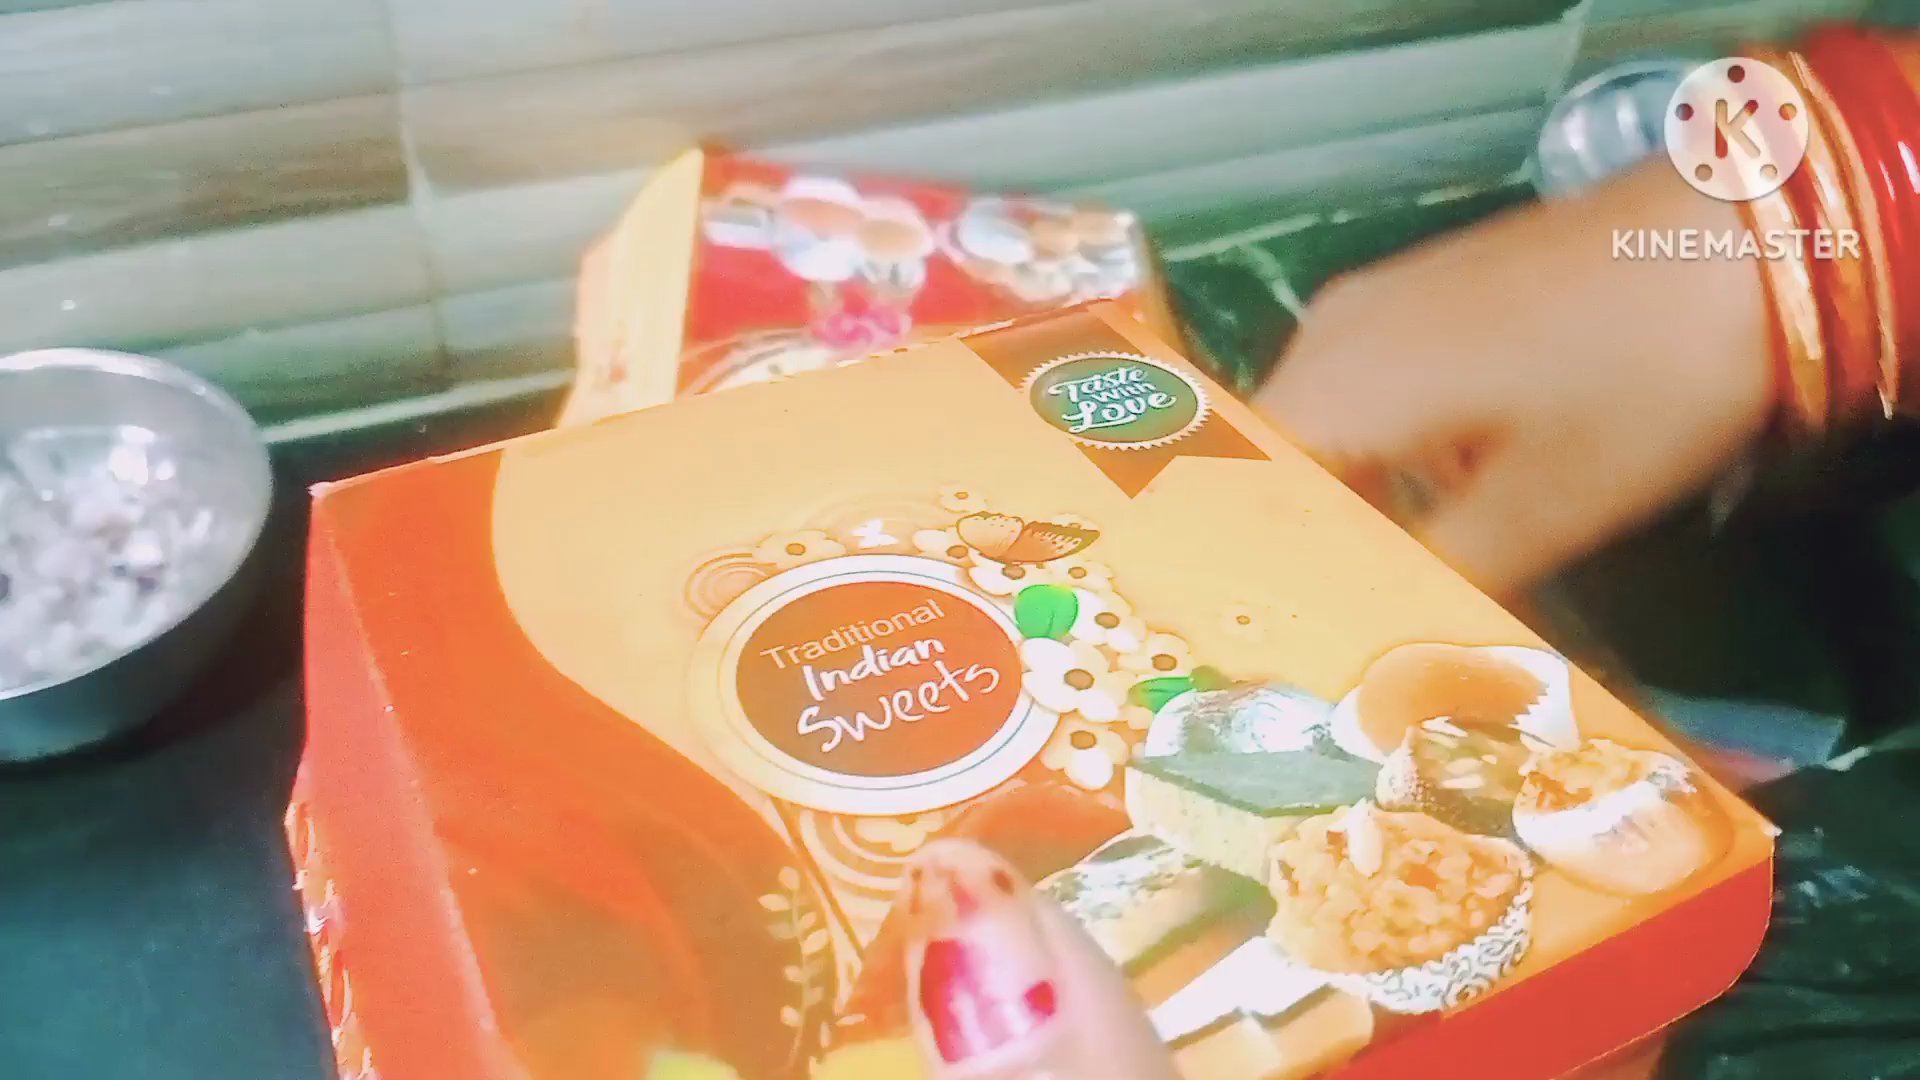 Taste
With
Love
Traditional
Indian
Sweets
K
KINEMASTER